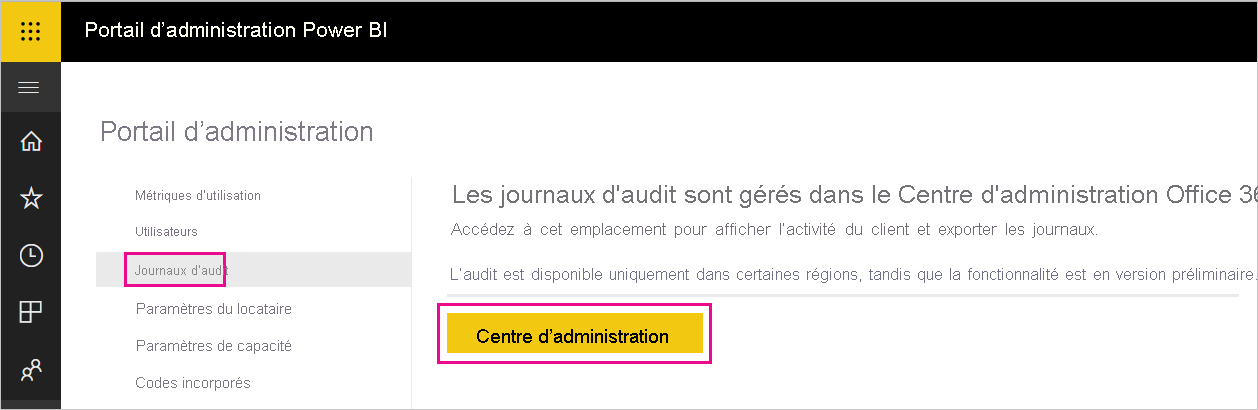 Portail d’administration Power BI
Portail d’administration
Métriques d’utilisation
Utilisateurs
Journaux d’audit
Paramètres du locataire
Paramètres de capacité
Codes incorporés
Les journaux d'audit sont gérés dans le Centre d'administration Office 36
Accédez à cet emplacement pour afficher l’activité du client et exporter les journaux.
L’audit est disponible uniquement dans certaines régions, tandis que la fonctionnalité est en version préliminaire.
Centre d’administration